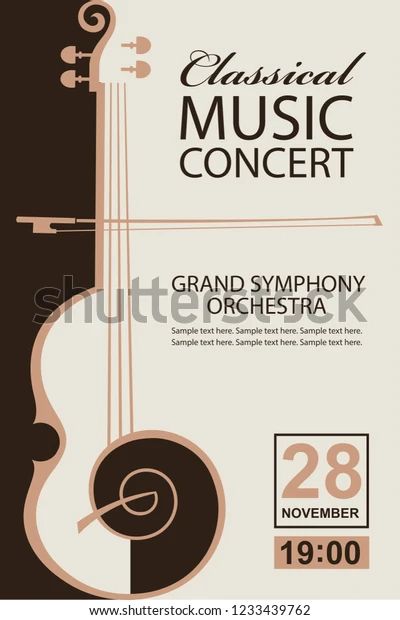 Classical
MUSIC
CONCERT
GRAND SYMPHONY
ORCHESTRA
shutterstock
Sample text here. Sample text here. Sample text here.
Sample text here. Sample text here. Sample text here.
28
NOVEMBER
19:00
shutterstock.com · 1233439762